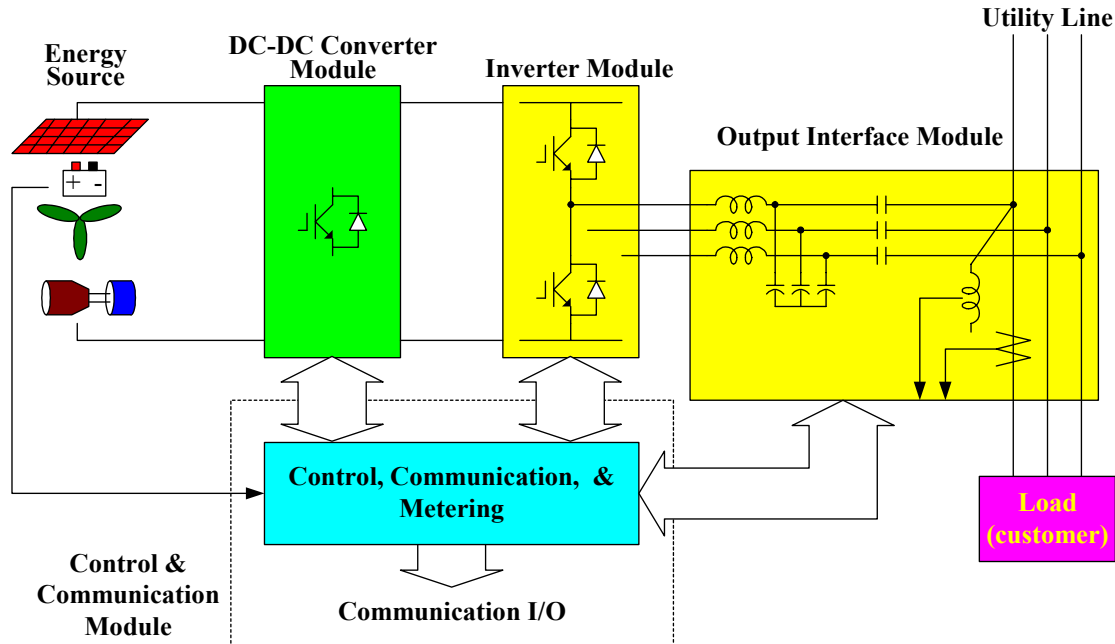 Utility Line
DC-DC Converter
Module
Energy
Source
Inverter Module
Output Interface Module
+ -
Control, Communication, &
Metering
Load
(customer)
Control &
Communication
Module
Communication I/O